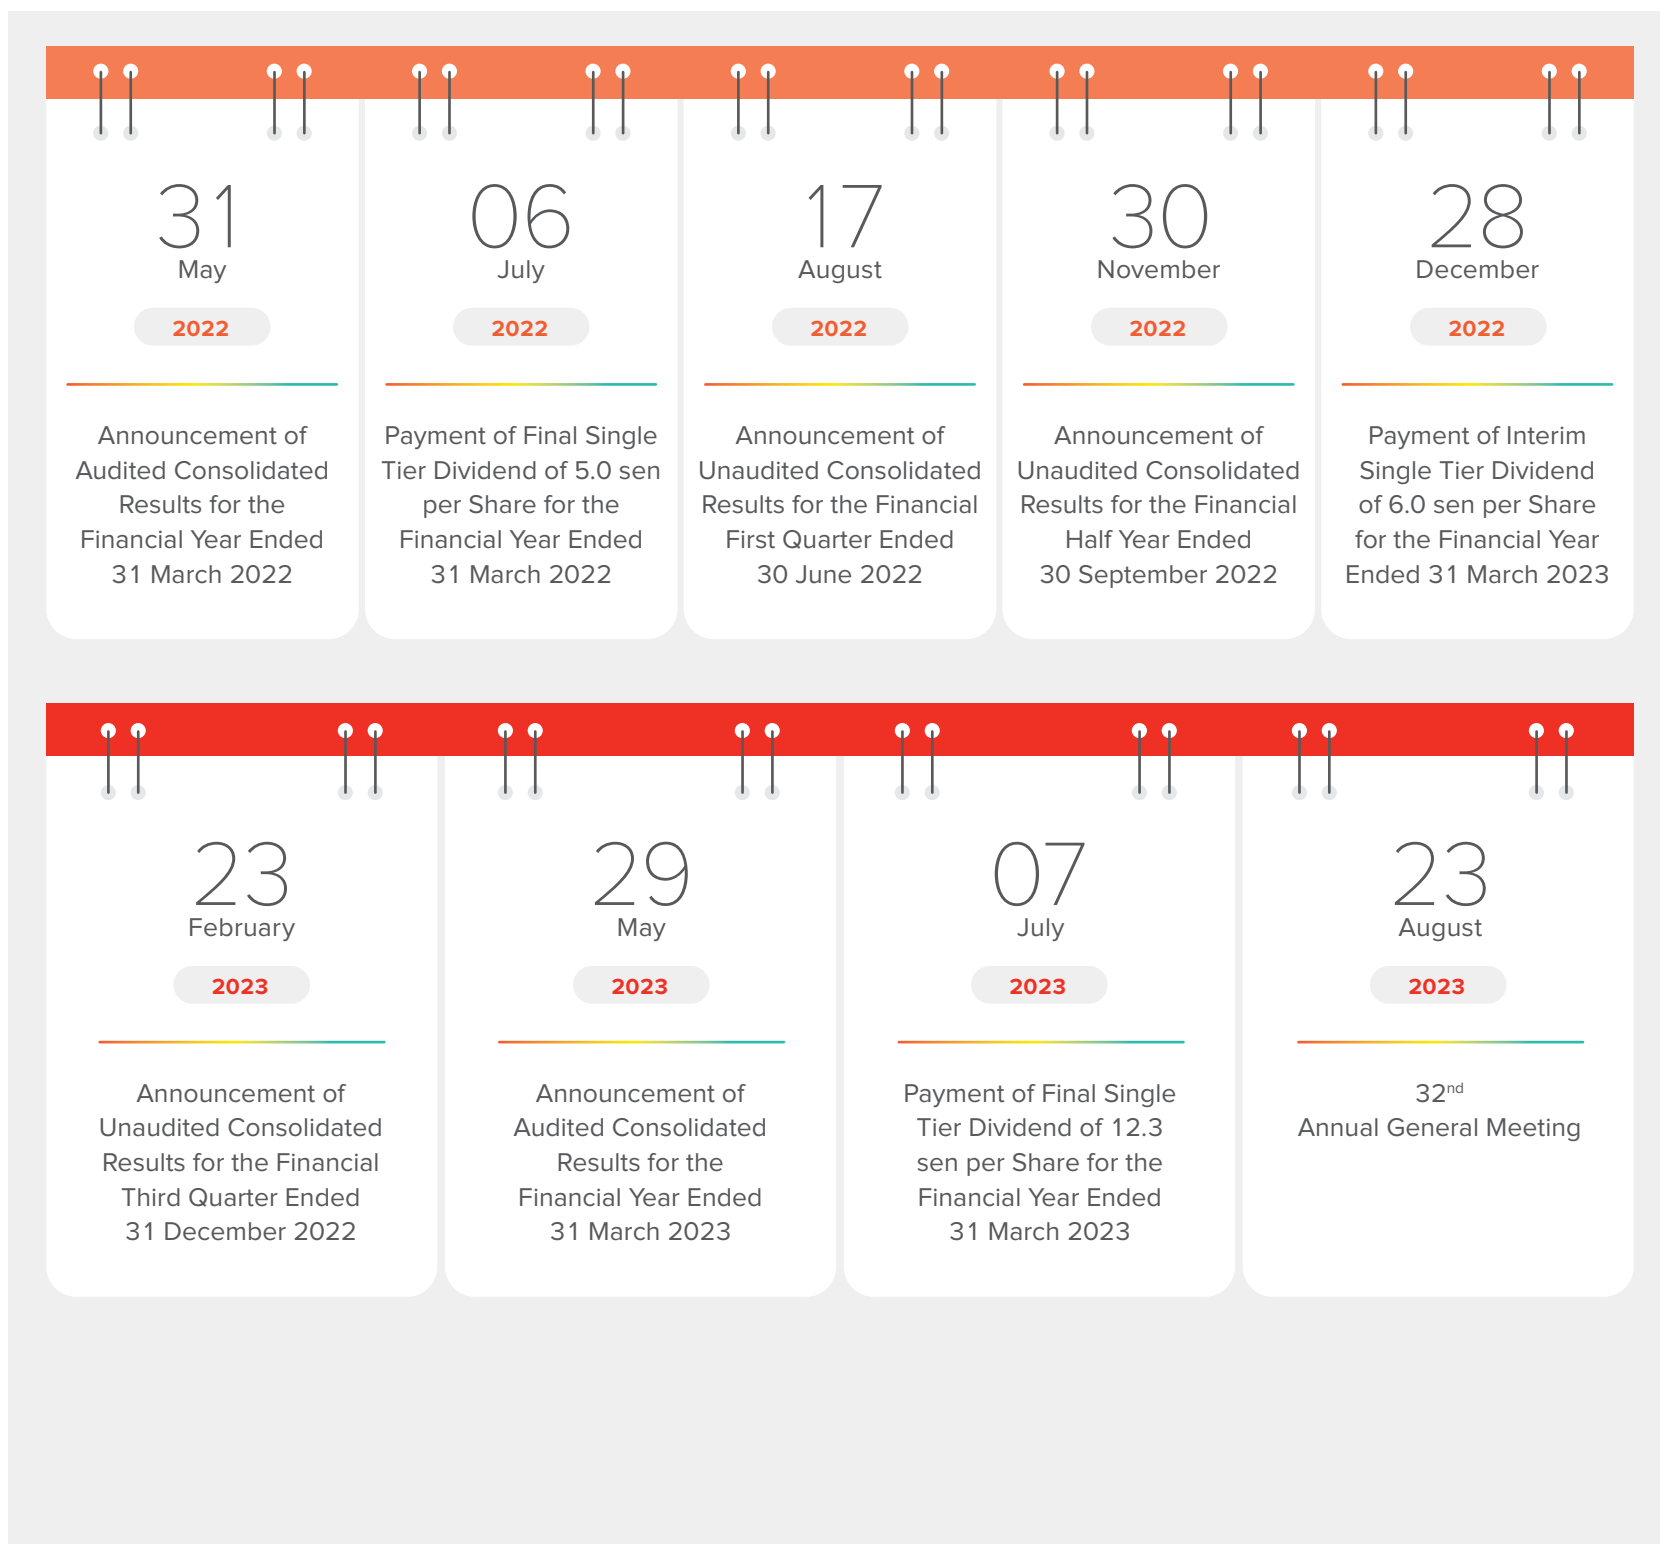 31
May
2022
Announcement of
Audited Consolidated
Results for the
Financial Year Ended
31 March 2022
06
July
2022
Payment of Final Single
Tier Dividend of 5.0 sen
per Share for the
Financial Year Ended
31 March 2022
17
August
2022
Announcement of
Unaudited Consolidated
Results for the Financial
First Quarter Ended
30 June 2022
30
November
2022
Announcement of
Unaudited Consolidated
Results for the Financial
Half Year Ended
30 September 2022
28
December
2022
Payment of Interim
Single Tier Dividend
of 6.0 sen per Share
for the Financial Year
Ended 31 March 2023
23
February
2023
Announcement of
Unaudited Consolidated
Results for the Financial
Third Quarter Ended
31 December 2022
29
May
2023
Announcement of
Audited Consolidated
Results for the
Financial Year Ended
31 March 2023
07
July
2023
Payment of Final Single
Tier Dividend of 12.3
sen per Share for the
Financial Year Ended
31 March 2023
23
August
2023
32nd
Annual General Meeting